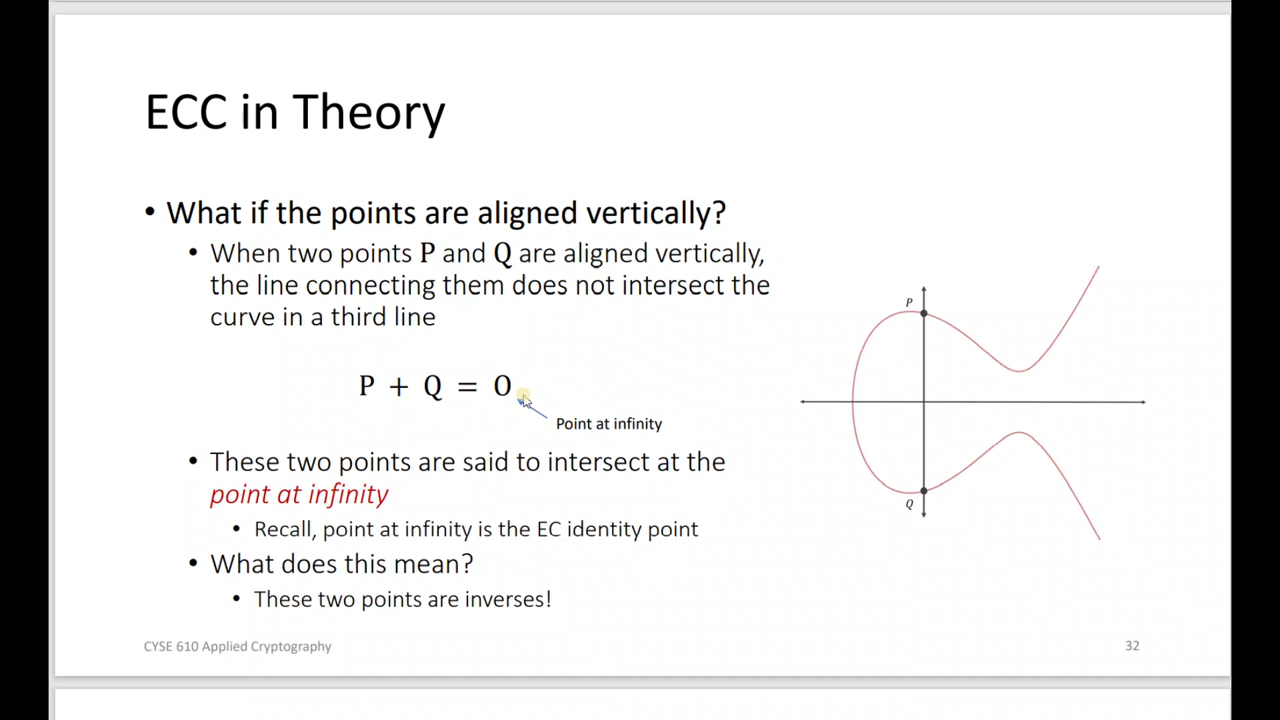 ECC in Theory
• What if the points are aligned vertically?
• When two points P and Q are aligned vertically,
the line connecting them does not intersect the
curve in a third line
P + Q = O
Point at infinity
• These two points are said to intersect at the
point at infinity
• Recall, point at infinity is the EC identity point
• What does this mean?
• These two points are inverses!
P
Q
CYSE 610 Applied Cryptography
32